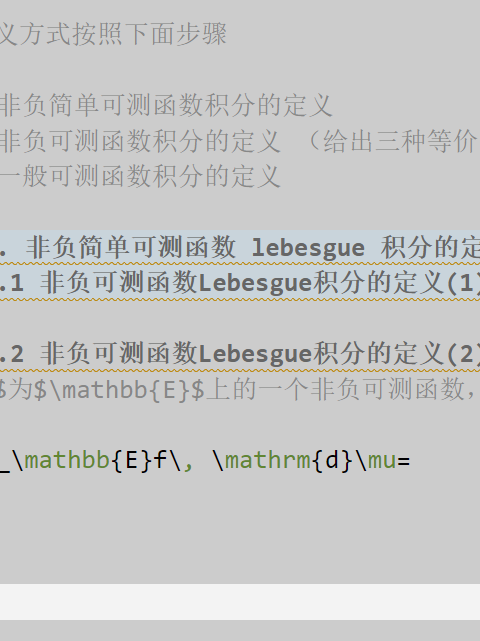 义方式按照下面步骤
非负简单可测函数积分的定义
非负可测函数积分的定义 （给出三种等价
一般可测函数积分的定义
. 非负简单可测函数 lebesgue 积分的定
.1 非负可测函数Lebesgue积分的定义(1)
.2 非负可测函数Lebesgue积分的定义(2)
$为$\mathbb{E}$上的一个非负可测函数，
_\mathbb{E}f\, \mathrm{d}\mu=